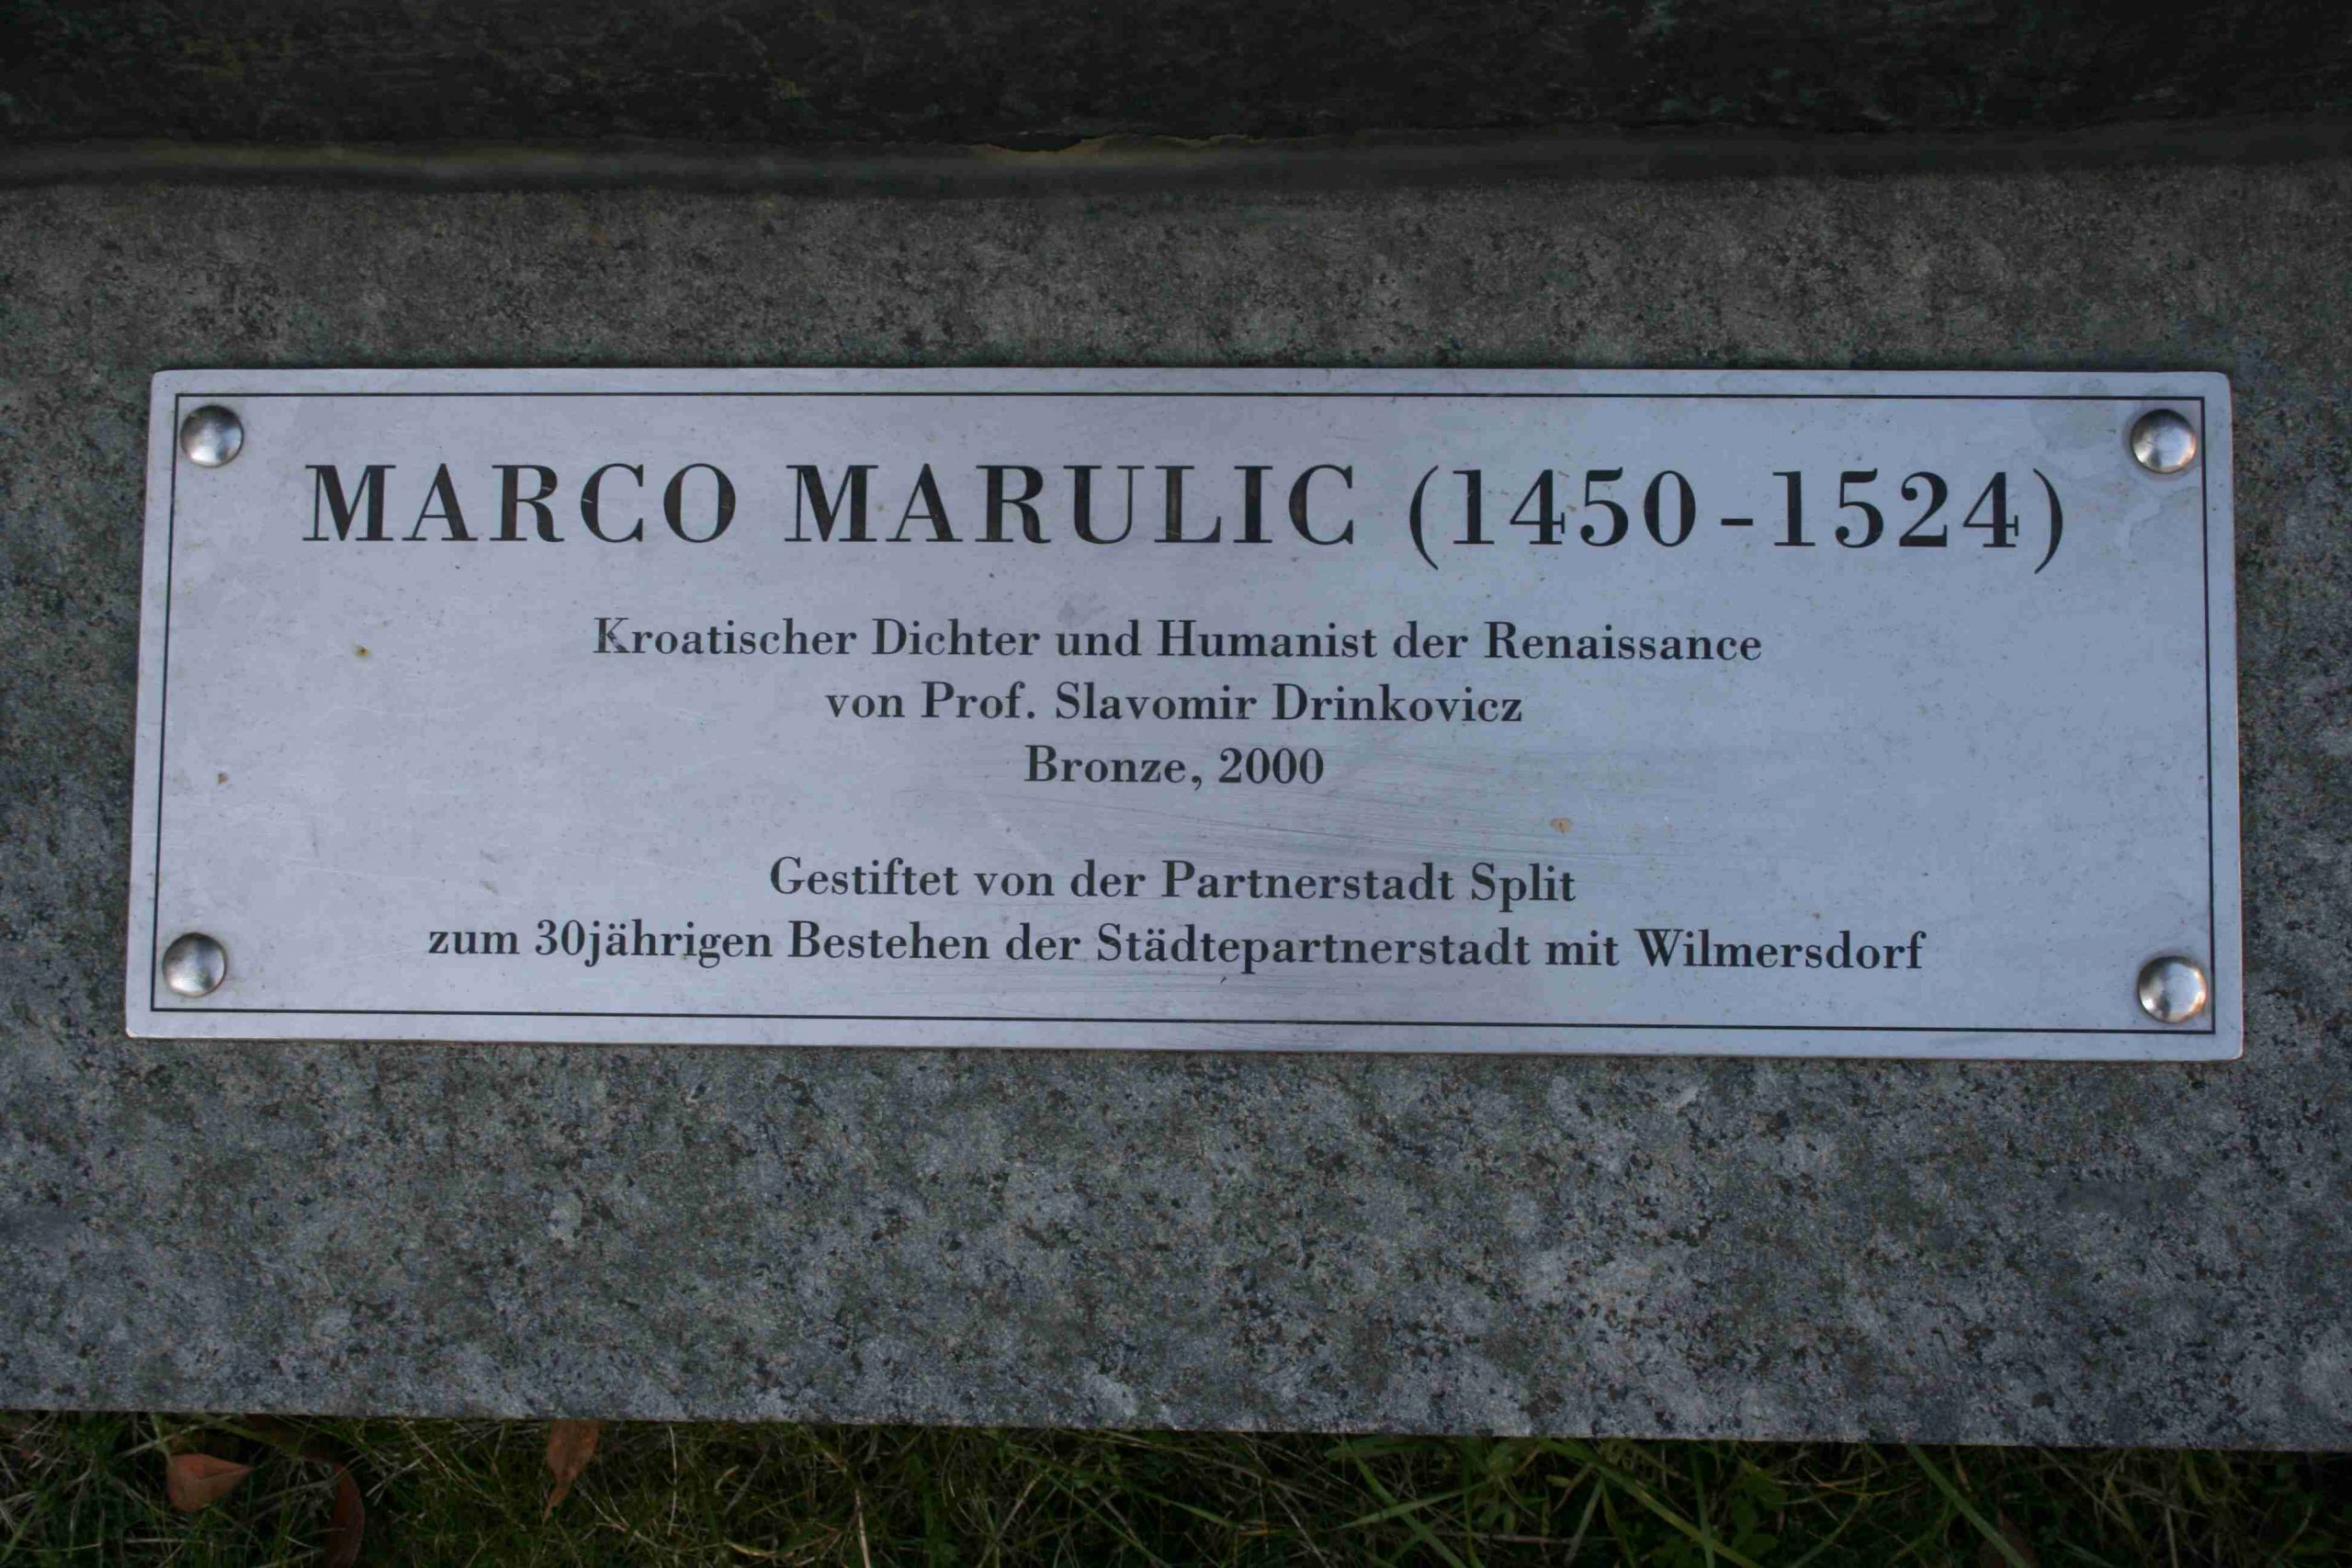 MARCO MARULIC (1450-1524)
Kroatischer Dichter und Humanist der Renaissance
von Prof. Slavomir Drinkovicz
Bronze, 2000
Gestiftet von der Partnerstadt Split
zum 30jährigen Bestehen der Städtepartnerstadt mit Wilmersdorf